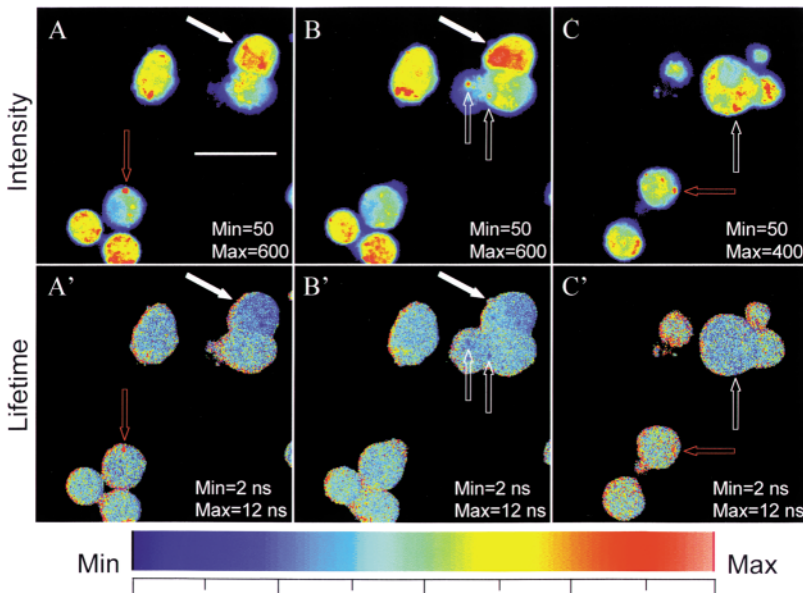 A
B
C
Intensity
Min=50
Max=600
Min=50
Max=600
Min=50
Max=400
A’
B’
C’
Lifetime
Min=2 ns
Max=12 ns
Min=2 ns
Max=12 ns
Min=2 ns
Max=12 ns
Min
Max